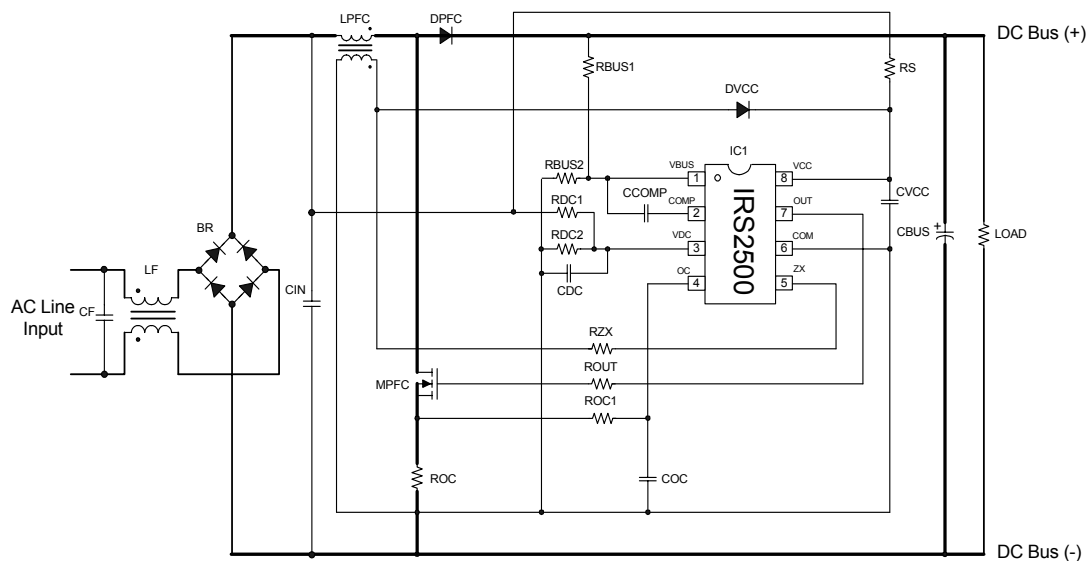 LPFC
DPFC
DC Bus (+)
RBUS1
RS
DVCC
IC1
RBUS2
VBUS
VCC
1
8
CCOMP
COMP
OUT
2
7
CVCC
RDC1
RDC2
VDC
COM
3
6
CBUS
+
LOAD
BR
LF
CIN
CDC
OC
ZX
4
5
IRS2500
AC Line
Input
CF
RZX
ROUT
MPFC
ROC1
ROC
COC
DC Bus (-)